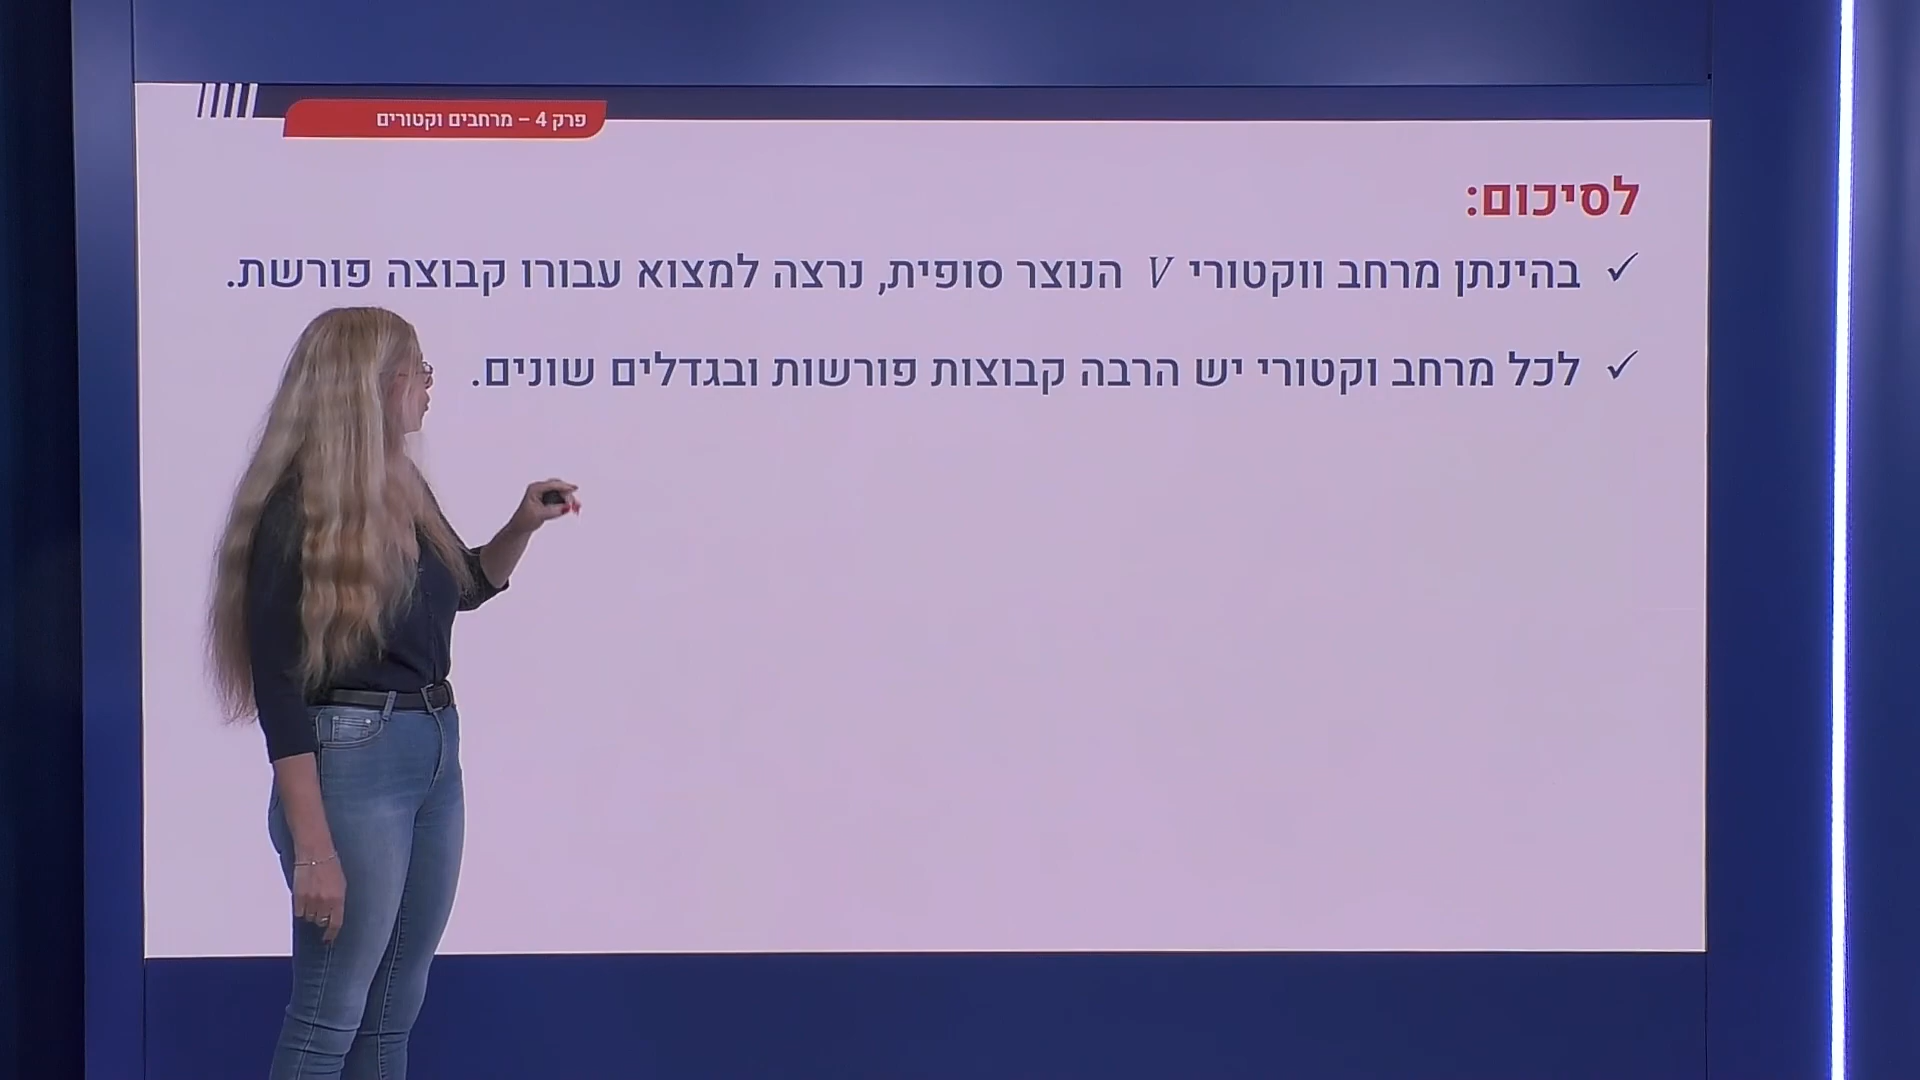 פרק 4 – מרחבים וקטורים
לסיכום:
✓ בהינתן מרחב ווקטורי V הנוצר סופית, נרצה למצוא עבורו קבוצה פורשת.
✓ לכל מרחב וקטורי יש הרבה קבוצות פורשות ובגדלים שונים.